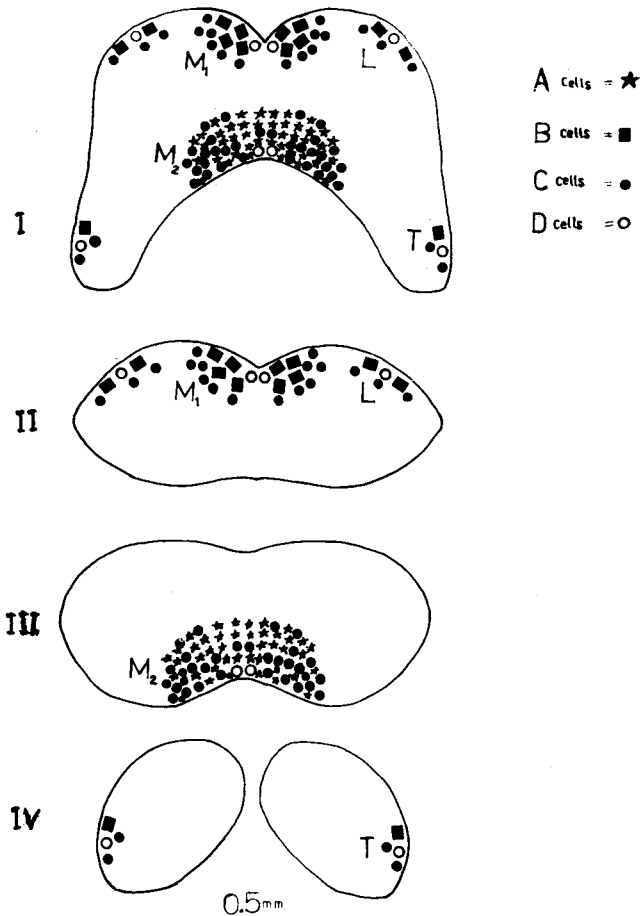 M₁
L
A cells = ★
B cells = ■
M₂
C cells = ●
I
T
D cells = ○
M₁
L
II
III
M₂
IV
T
0.5mm